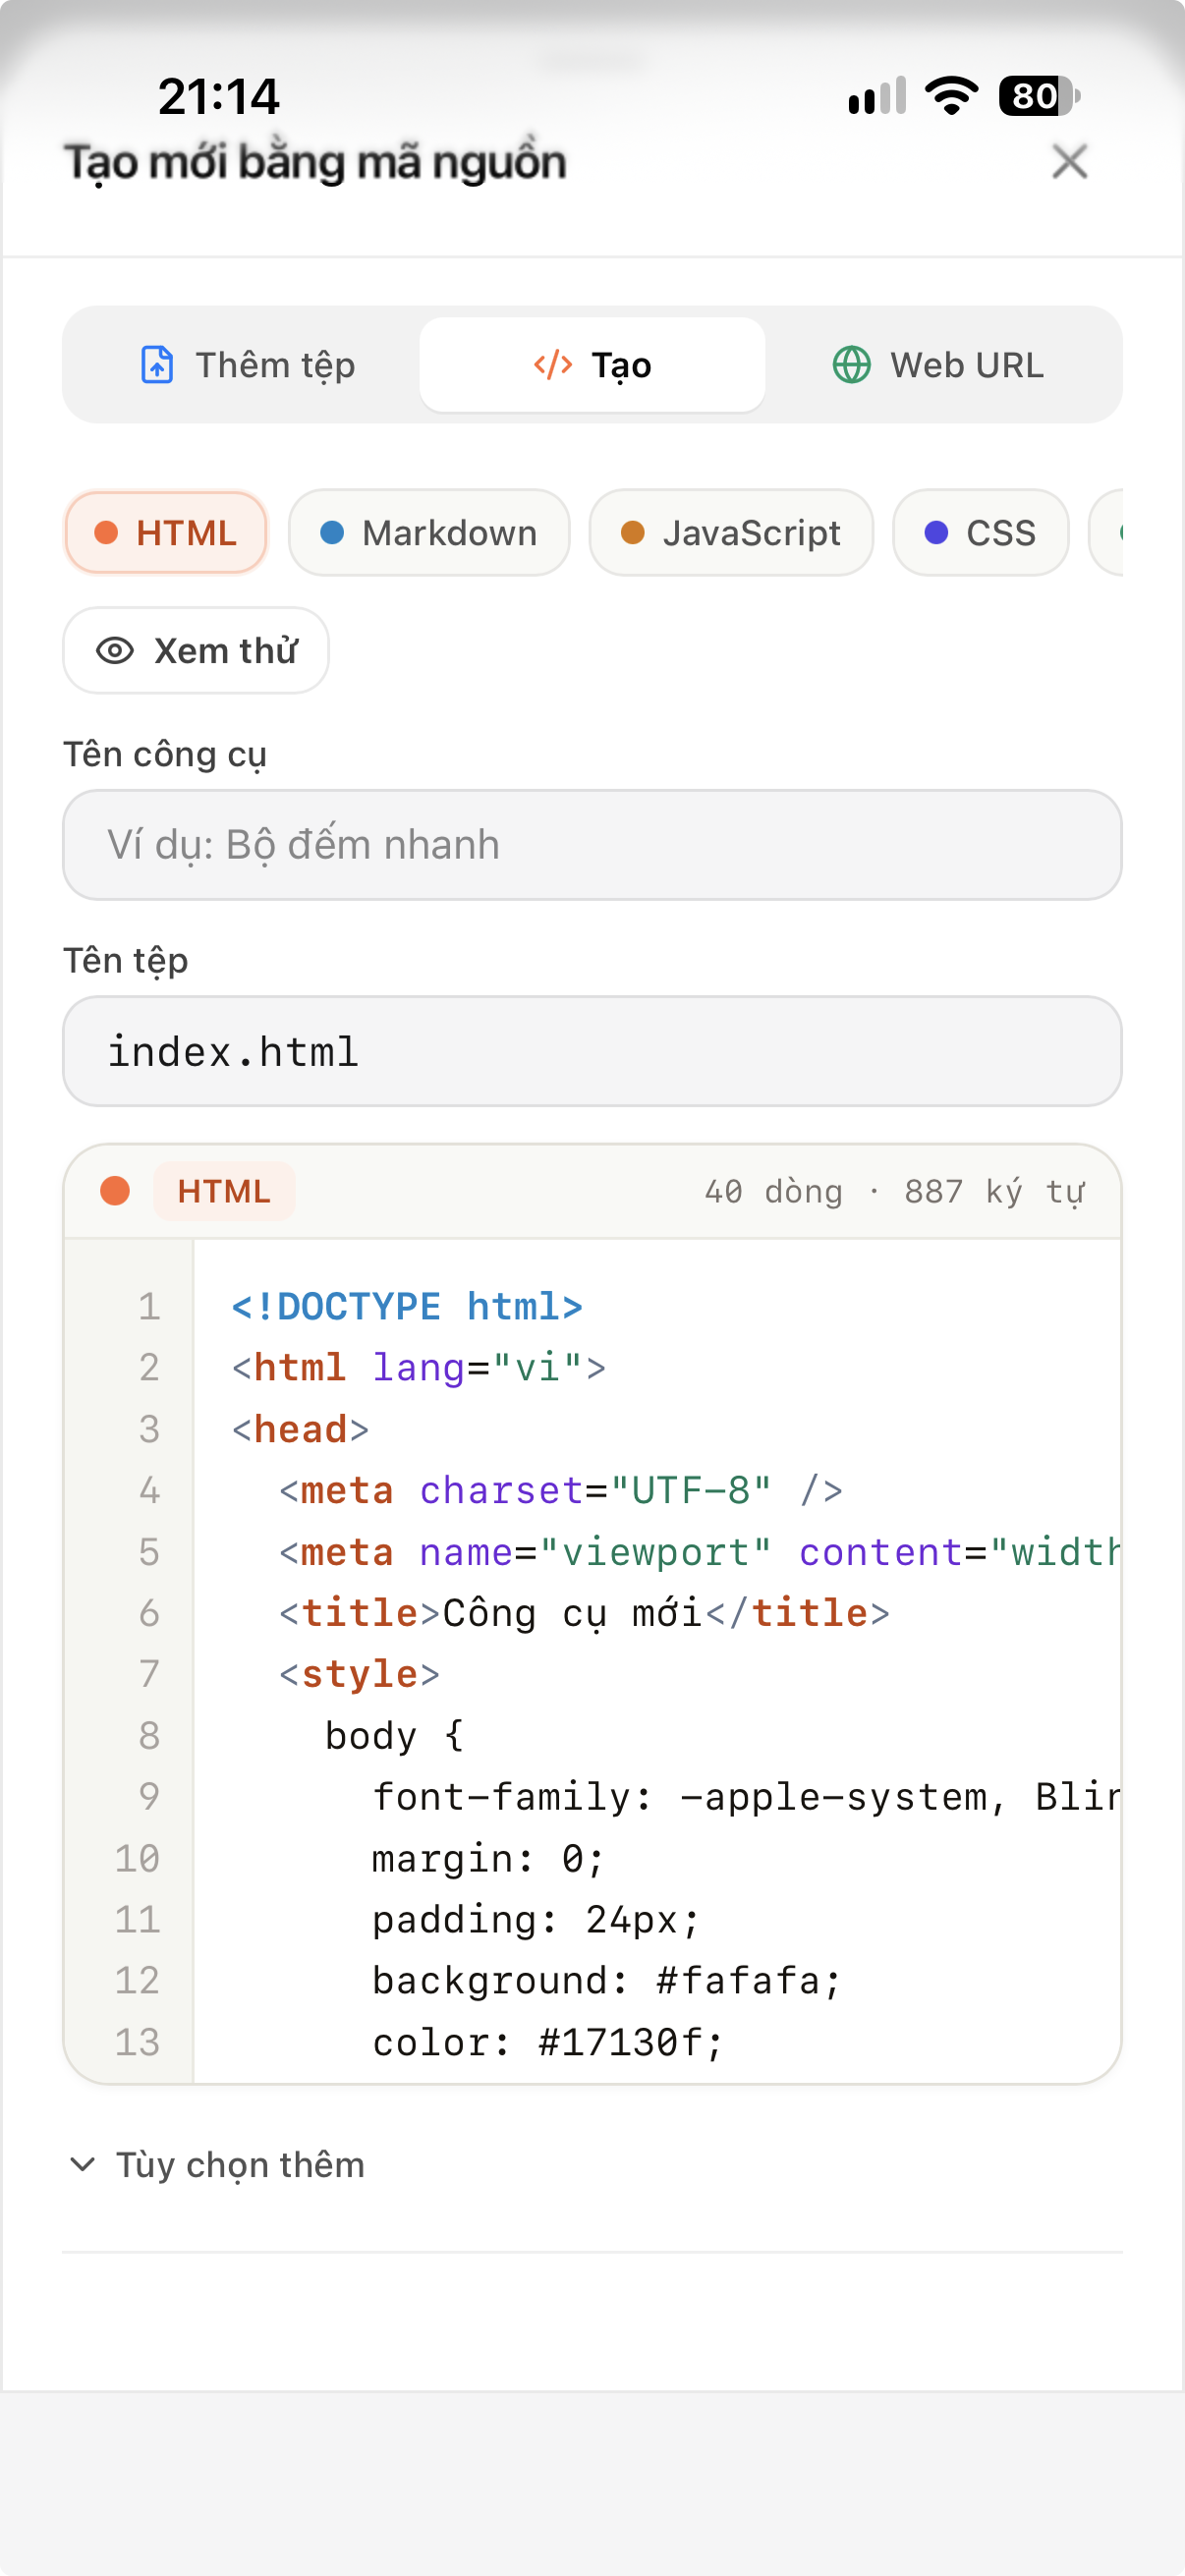 21:14
80
Tạo mới bằng mã nguồn
Thêm tệp
</> Tạo
Web URL
HTML
Markdown
JavaScript
CSS
Xem thử
Tên công cụ
Ví dụ: Bộ đếm nhanh
Tên tệp
index.html
HTML
40 dòng · 887 ký tự
1 <!DOCTYPE html>
2 <html lang="vi">
3 <head>
4 <meta charset="UTF-8" />
5 <meta name="viewport" content="width
6 <title>Công cụ mới</title>
7 <style>
8 body {
9 font-family: -apple-system, Blin
10 margin: 0;
11 padding: 24px;
12 background: #fafafa;
13 color: #17130f;
Tùy chọn thêm